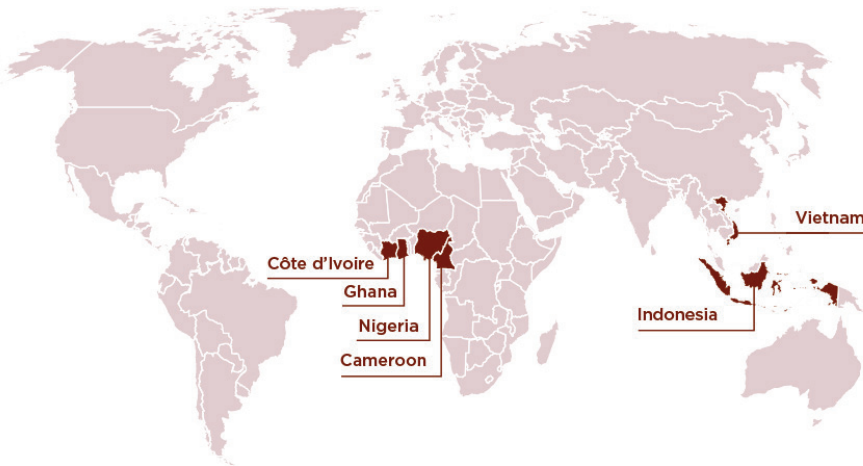 Vietnam
Côte d'Ivoire
Ghana
Indonesia
Nigeria
Cameroon